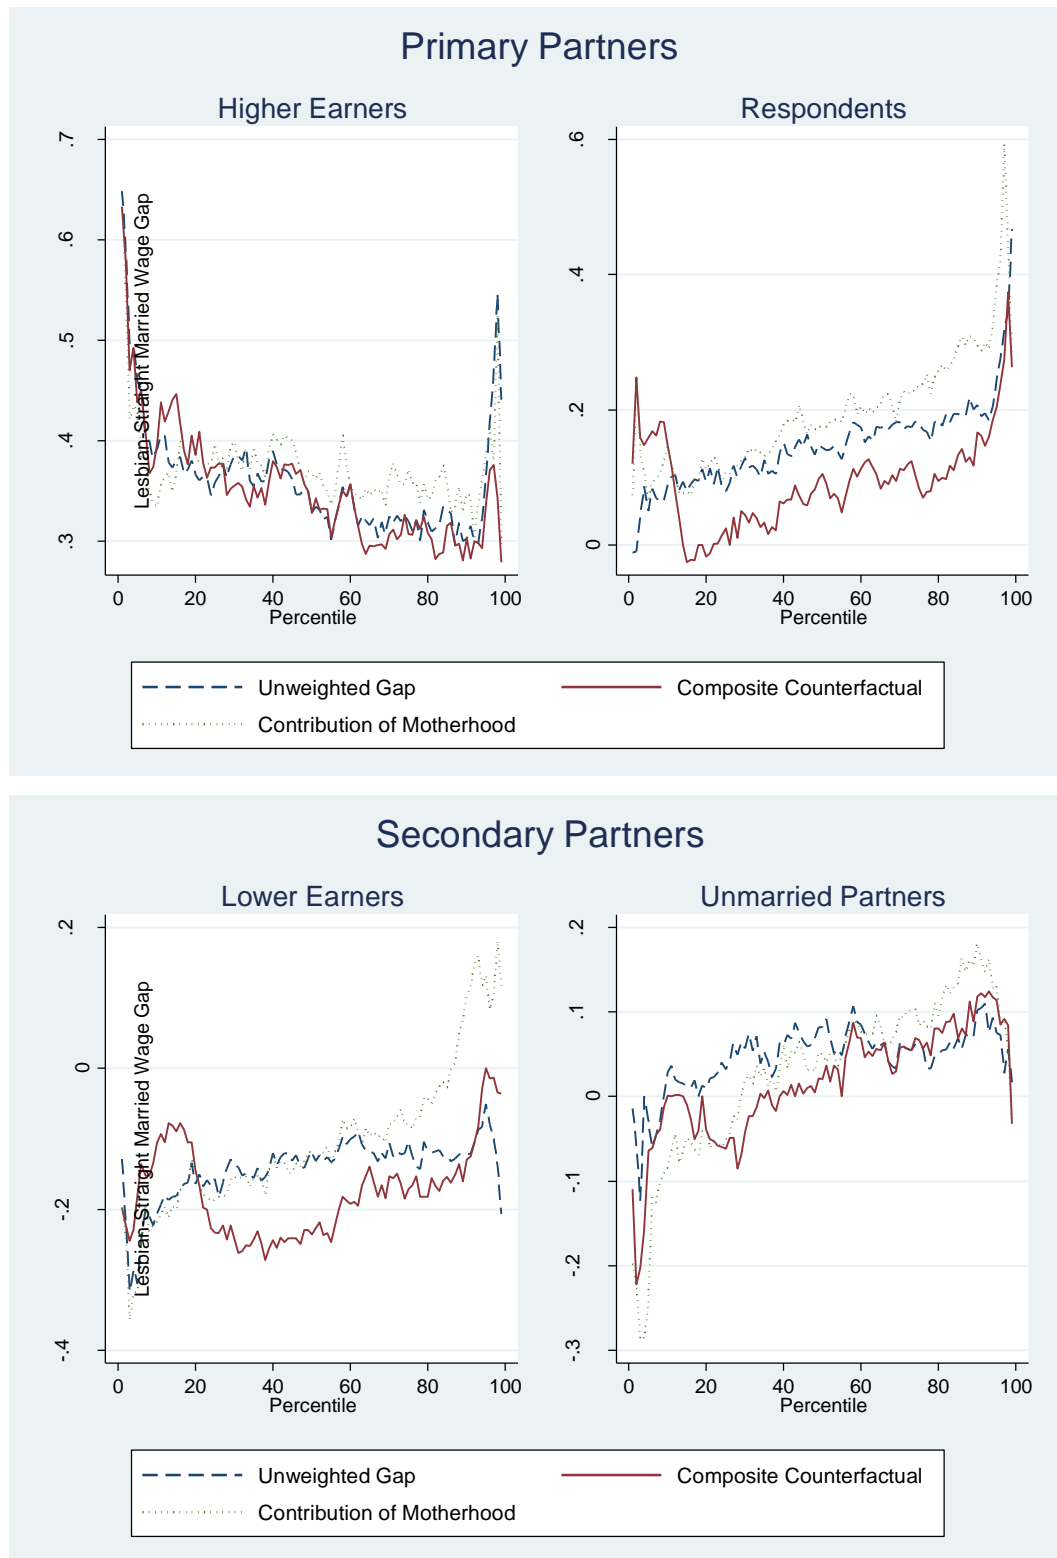 Primary Partners
Higher Earners
Respondents
Lesbian-Straight Married Wage Gap
.7
.6
.5
.4
.3
0 20 40 60 80 100
Percentile
.6
.4
.2
0
0 20 40 60 80 100
Percentile
Unweighted Gap
Composite Counterfactual
Contribution of Motherhood
Secondary Partners
Lower Earners
Unmarried Partners
Lesbian-Straight Married Wage Gap
.2
0
-.2
-.4
0 20 40 60 80 100
Percentile
.2
.1
0
-.1
-.2
-.3
0 20 40 60 80 100
Percentile
Unweighted Gap
Composite Counterfactual
Contribution of Motherhood